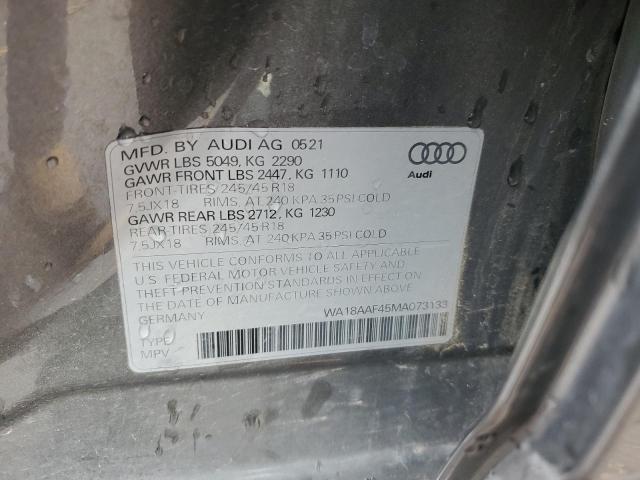 MFD. BY AUDI AG 0521
GVWR LBS 5049, KG 2290
GAWR FRONT LBS 2447, KG 1110
FRONT-TIRES 245/45 R18
7,5JX18 RIMS, AT 240 KPA 35 PSI COLD
GAWR REAR LBS 2712, KG 1230
REAR-TIRES 245/45 R18
7,5JX18 RIMS, AT 240 KPA 35 PSI COLD
THIS VEHICLE CONFORMS TO ALL APPLICABLE
U.S. FEDERAL MOTOR VEHICLE SAFETY AND
THEFT PREVENTION STANDARDS IN EFFECT ON
THE DATE OF MANUFACTURE SHOWN ABOVE
GERMANY
WA18AAF45MA073133
TYPE
MPV
Audi